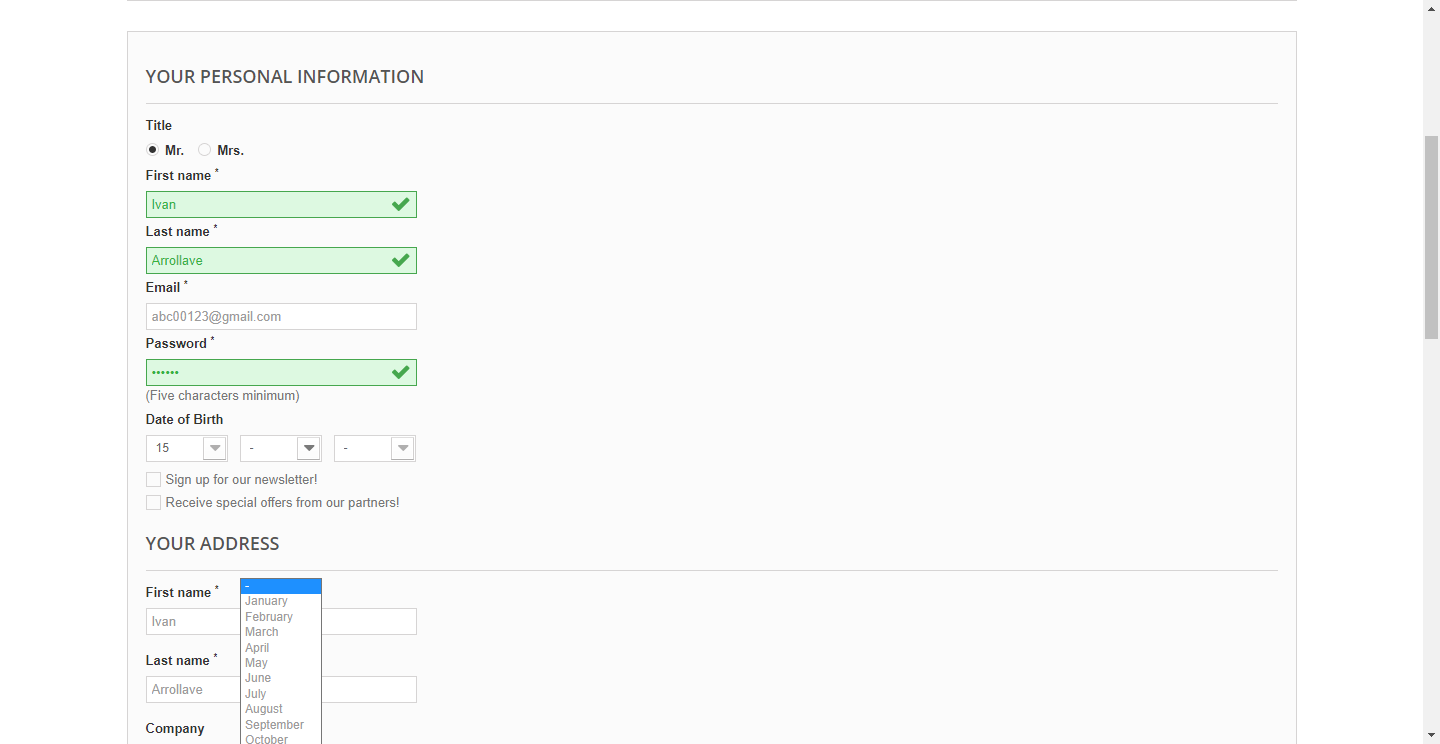 YOUR PERSONAL INFORMATION
Title
Mr. Mrs.
First name *
Ivan
Last name *
Arrollave
Email *
abc00123@gmail.com
Password *
••••••
(Five characters minimum)
Date of Birth
15 - -
Sign up for our newsletter!
Receive special offers from our partners!
YOUR ADDRESS
First name *
Ivan
Last name *
Arrollave
Company
-
January
February
March
April
May
June
July
August
September
October